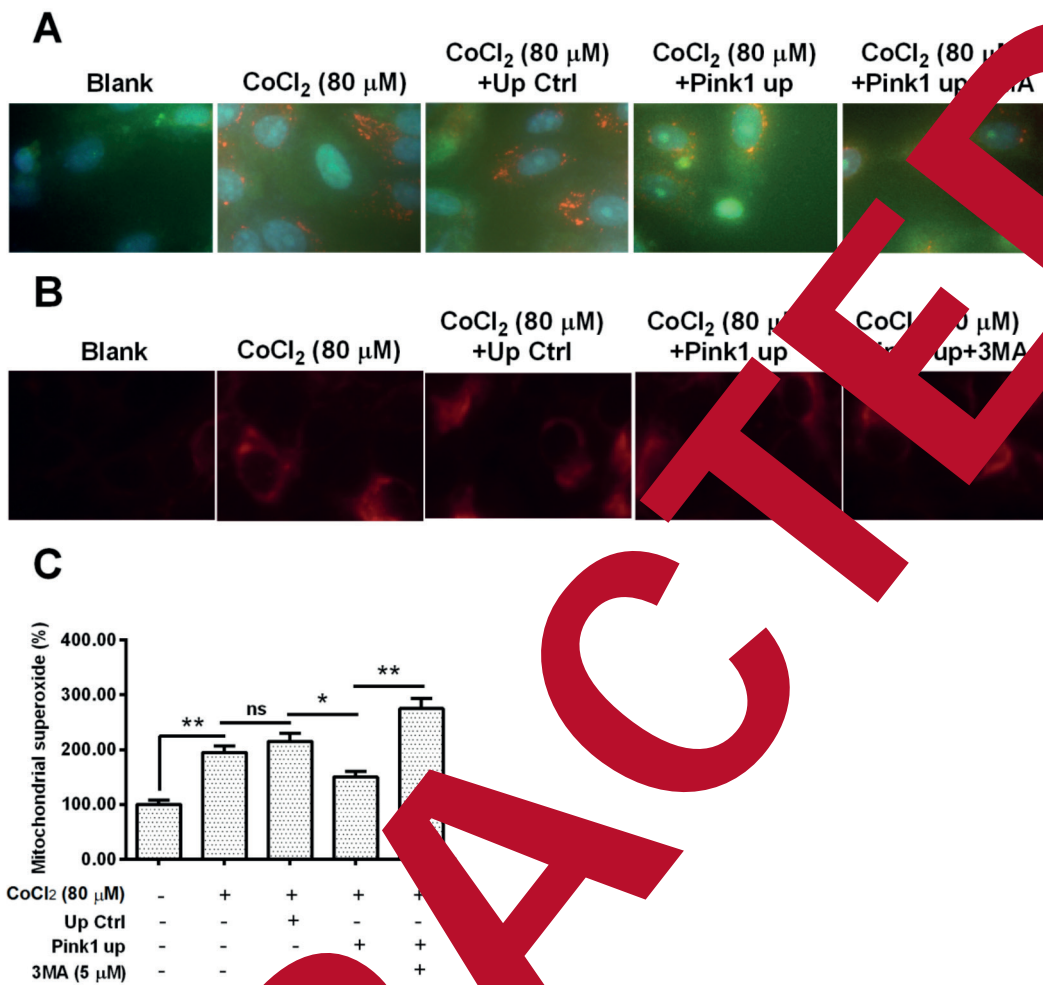 A
Blank
CoCl₂ (80 μM)
CoCl₂ (80 μM)
+Up Ctrl
CoCl₂ (80 μM)
+Pink1 up
CoCl₂ (80
+Pink1 up
B
Blank
CoCl₂ (80 μM)
CoCl₂ (80 μM)
+Up Ctrl
CoCl₂ (80
+Pink1 up
μM)
up+3MA
C
Mitochondrial superoxide (%)
400.00
300.00
200.00
100.00
0.00
**
ns
*
**
CoCl2 (80 μM) - + + + +
Up Ctrl - - + - -
Pink1 up - - - + +
3MA (5 μM) - - - - +
ACTED